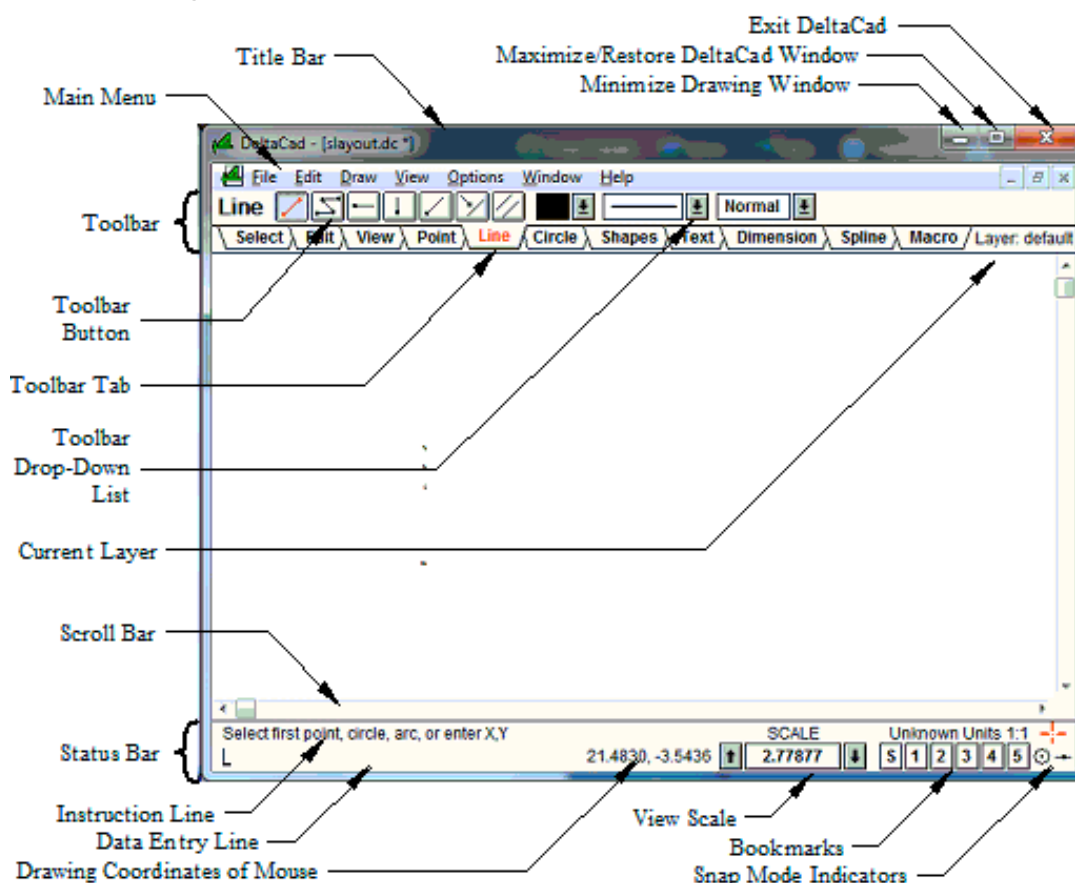 Exit DeltaCad
Title Bar
Maximize/Restore DeltaCad Window
Minimize Drawing Window
Main Menu
DeltaCad - [slayout.dc *]
File Edit Draw View Options Window Help
Toolbar
Line Normal
Select Edit View Point Line Circle Shapes Text Dimension Spline Macro Layer: default
Toolbar
Button
Toolbar Tab
Toolbar
Drop-Down
List
Current Layer
Scroll Bar
Status Bar
Select first point, circle, arc, or enter X,Y SCALE Unknown Units 1:1
L 21.4830, -3.5436 2.77877 S 1 2 3 4 5
Instruction Line
View Scale
Data Entry Line
Bookmarks
Drawing Coordinates of Mouse
Snap Mode Indicators